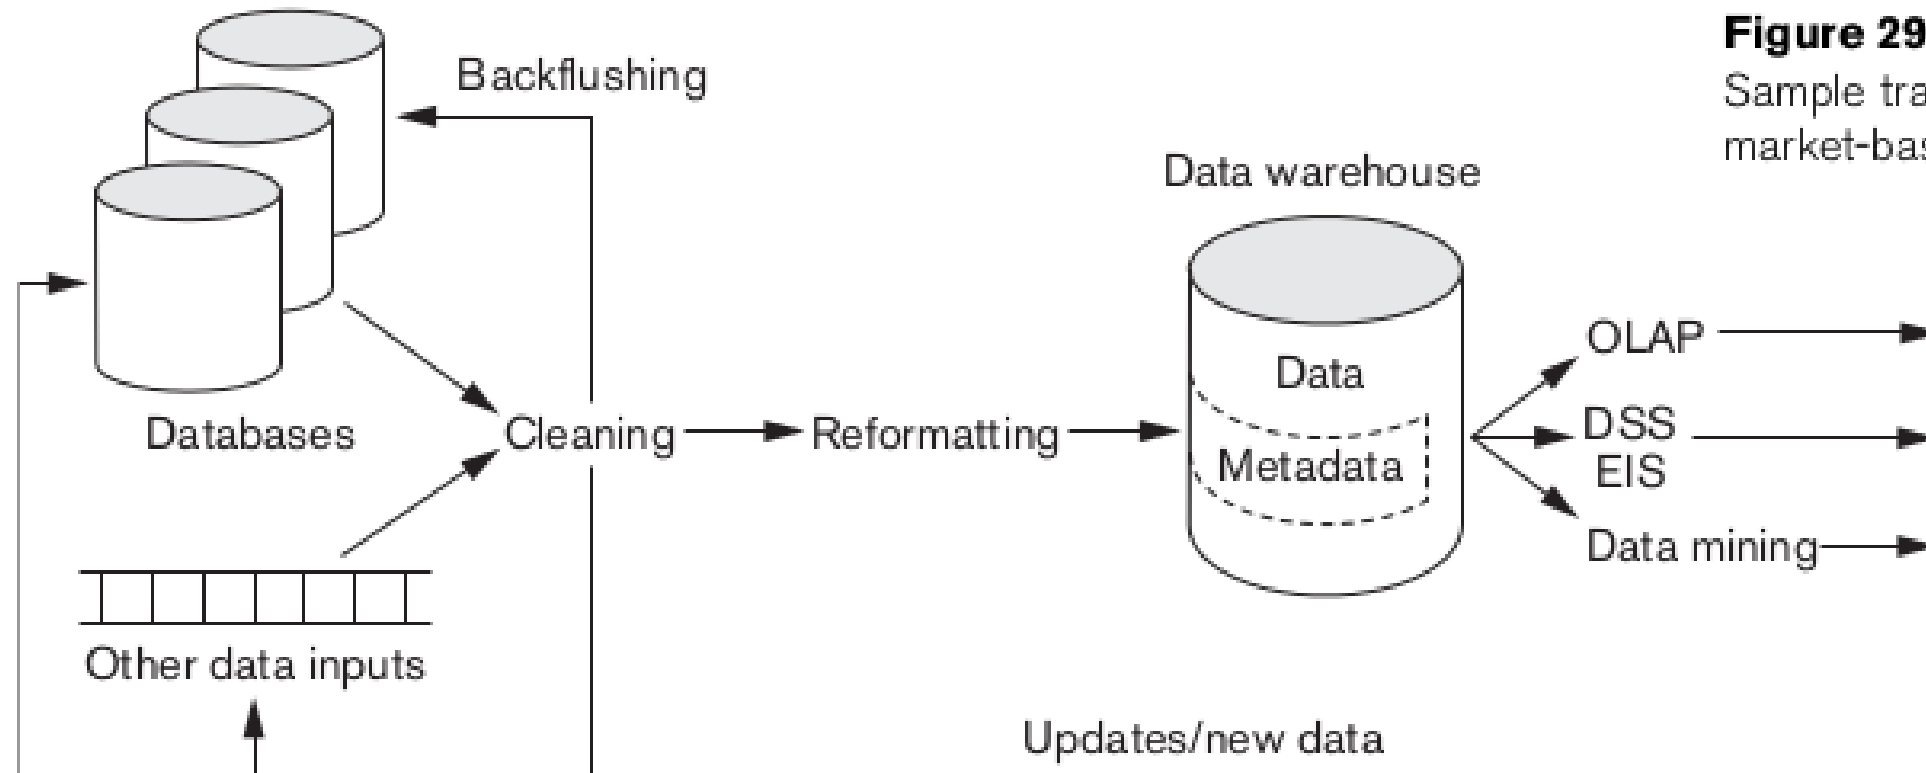 Backflushing
Figure 29
Sample tra
market-bas
Data warehouse
OLAP
Data
Databases
Cleaning
Reformatting
DSS
EIS
Metadata
Data mining
Other data inputs
Updates/new data